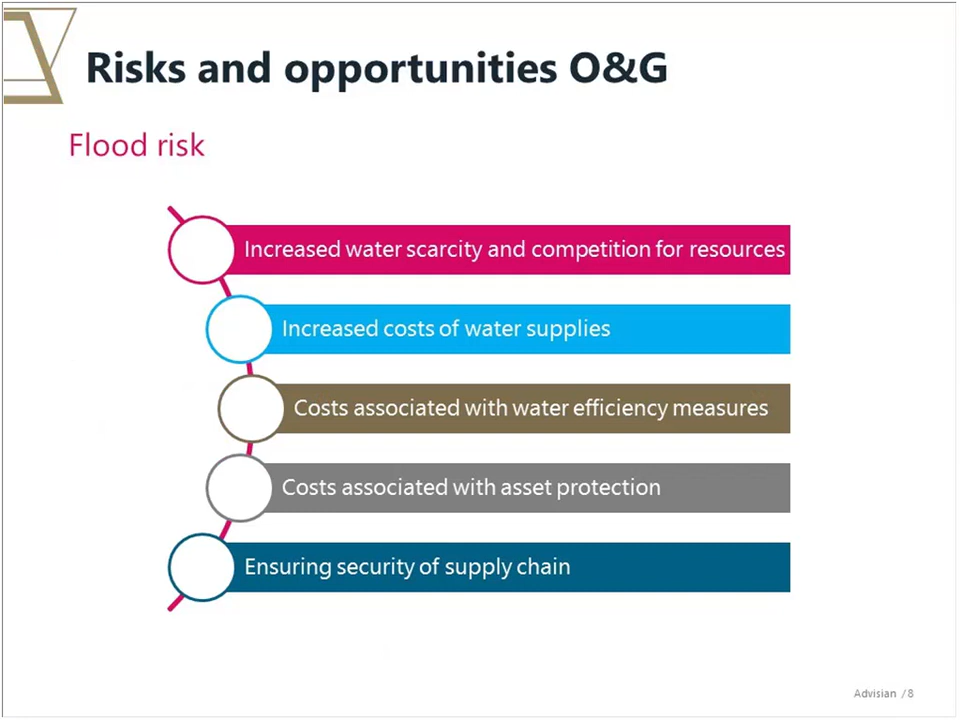 Risks and opportunities O&G
Flood risk
Increased water scarcity and competition for resources
Increased costs of water supplies
Costs associated with water efficiency measures
Costs associated with asset protection
Ensuring security of supply chain
Advisian / 8